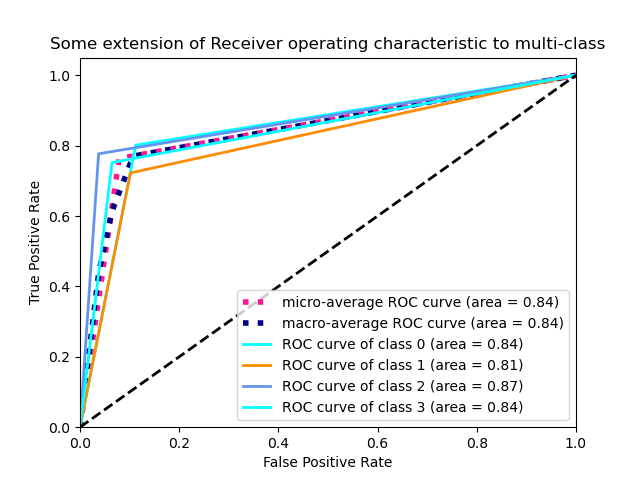 Some extension of Receiver operating characteristic to multi-class
1.0
0.8
0.6
0.4
0.2
0.0
True Positive Rate
micro-average ROC curve (area = 0.84)
macro-average ROC curve (area = 0.84)
ROC curve of class 0 (area = 0.84)
ROC curve of class 1 (area = 0.81)
ROC curve of class 2 (area = 0.87)
ROC curve of class 3 (area = 0.84)
0.0 0.2 0.4 0.6 0.8 1.0
False Positive Rate